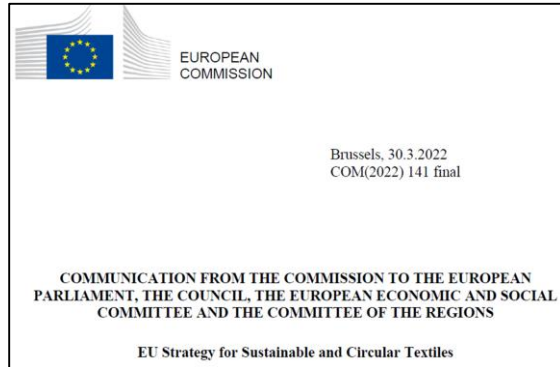 EUROPEAN
COMMISSION
Brussels, 30.3.2022
COM(2022) 141 final
COMMUNICATION FROM THE COMMISSION TO THE EUROPEAN
PARLIAMENT, THE COUNCIL, THE EUROPEAN ECONOMIC AND SOCIAL
COMMITTEE AND THE COMMITTEE OF THE REGIONS
EU Strategy for Sustainable and Circular Textiles